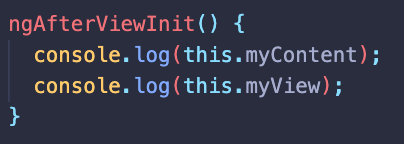 ngAfterViewInit() {
  console.log(this.myContent);
  console.log(this.myView);
}